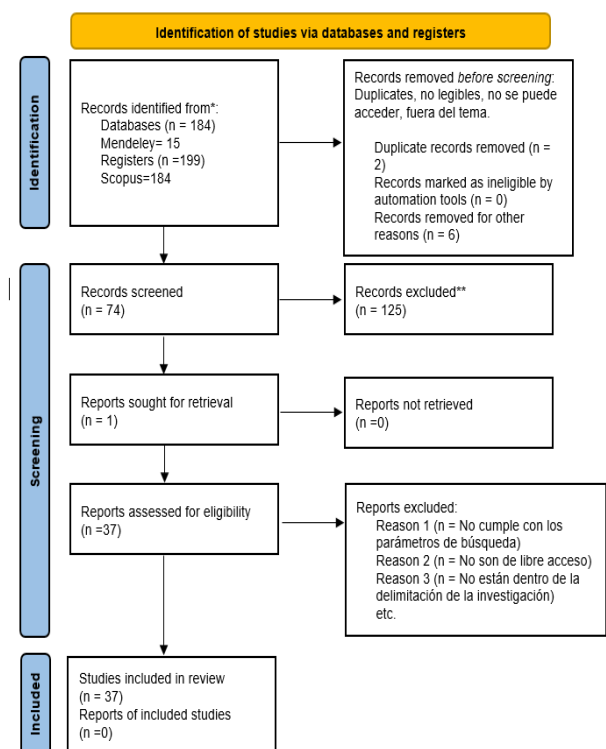 Identification of studies via databases and registers
Identification
Records identified from*:
Databases (n = 184)
Mendeley= 15
Registers (n =199)
Scopus=184
Records removed before screening:
Duplicates, no legibles, no se puede
acceder, fuera del tema.
Duplicate records removed (n =
2)
Records marked as ineligible by
automation tools (n = 0)
Records removed for other
reasons (n = 6)
Screening
Records screened
(n = 74)
Records excluded**
(n = 125)
Reports sought for retrieval
(n = 1)
Reports not retrieved
(n =0)
Reports assessed for eligibility
(n =37)
Reports excluded:
Reason 1 (n = No cumple con los
parámetros de búsqueda)
Reason 2 (n = No son de libre acceso)
Reason 3 (n = No están dentro de la
delimitación de la investigación)
etc.
Included
Studies included in review
(n = 37)
Reports of included studies
(n =0)